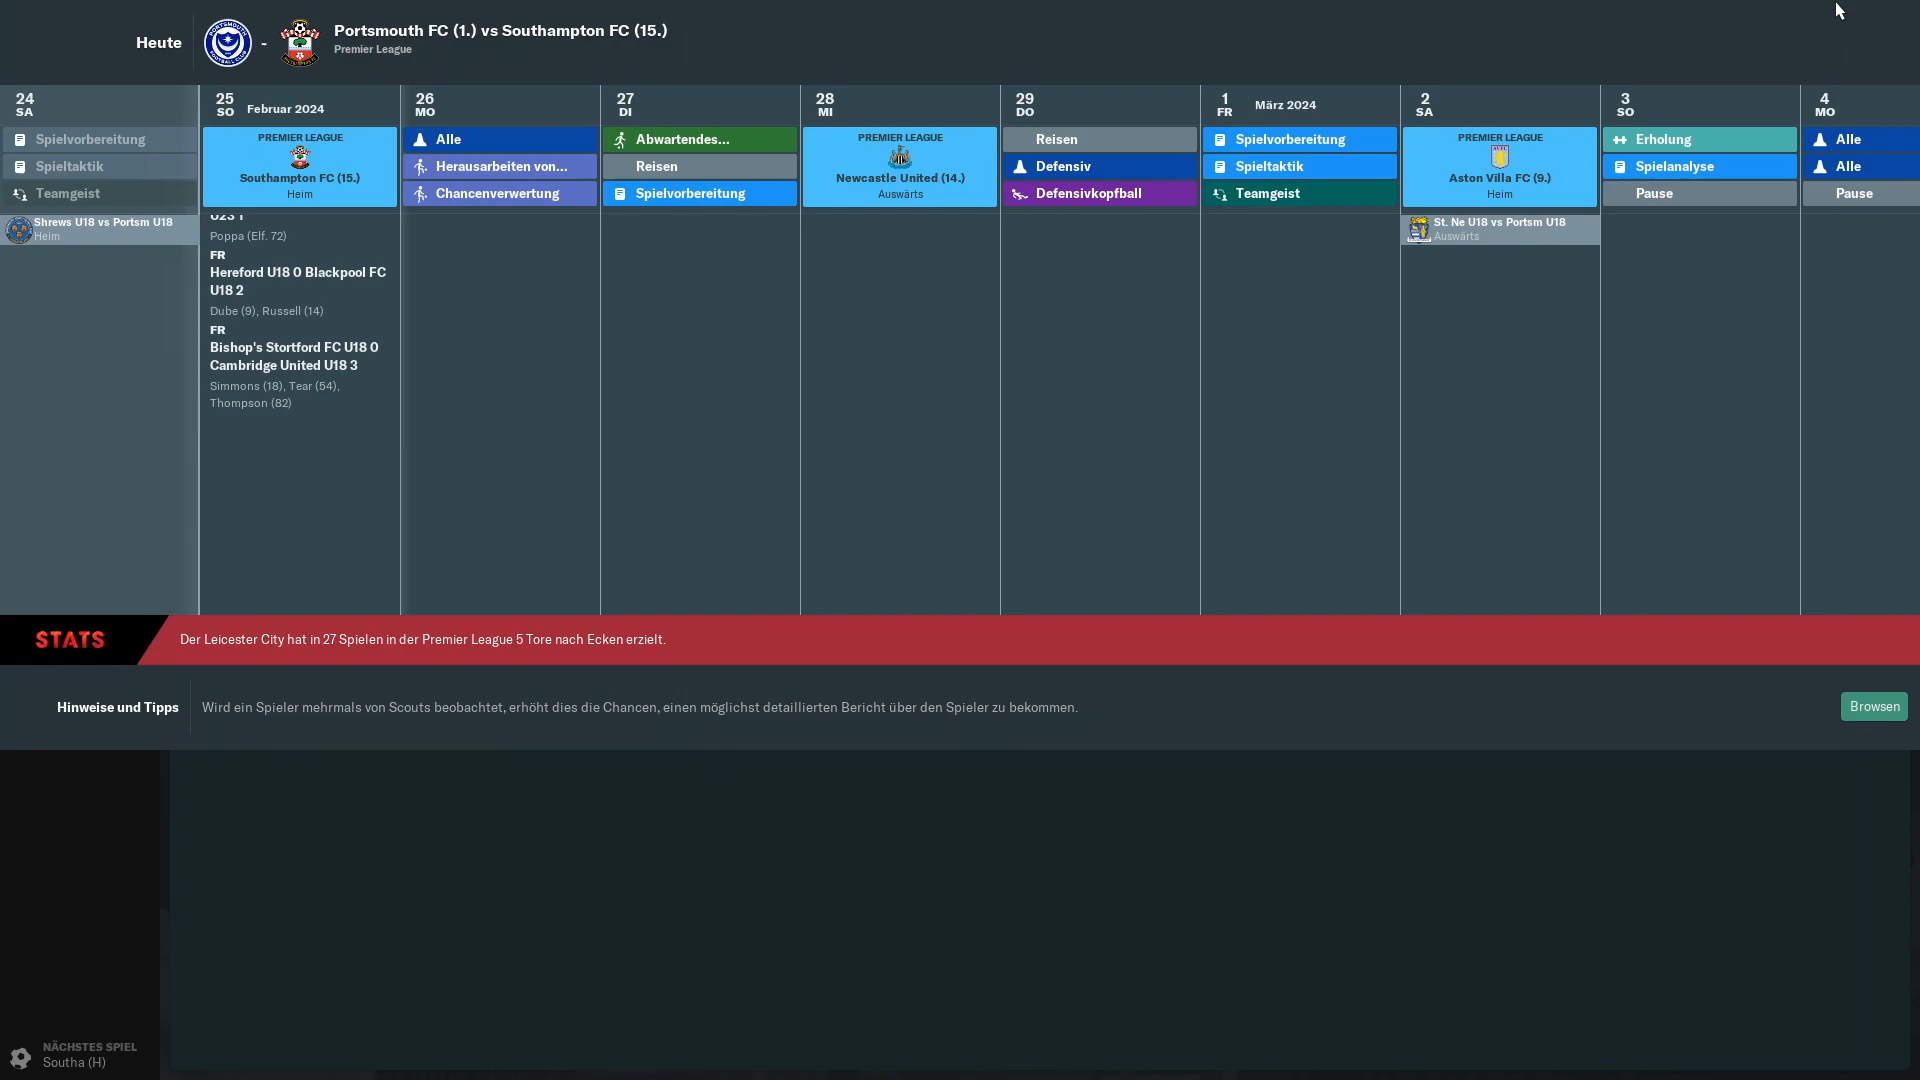 Heute
Portsmouth FC (1.) vs Southampton FC (15.)
Premier League
24
SA
Spielvorbereitung
Spieltaktik
Teamgeist
Shrews U18 vs Portsm U18
Heim
25
SO
Februar 2024
PREMIER LEAGUE
Southampton FC (15.)
Heim
U23 1
Poppa (Elf. 72)
FR
Hereford U18 0 Blackpool FC
U18 2
Dube (9), Russell (14)
FR
Bishop's Stortford FC U18 0
Cambridge United U18 3
Simmons (18), Tear (54),
Thompson (82)
26
MO
Alle
Herausarbeiten von...
Chancenverwertung
27
DI
Abwartendes...
Reisen
Spielvorbereitung
28
MI
PREMIER LEAGUE
Newcastle United (14.)
Auswärts
29
DO
Reisen
Defensiv
Defensivkopfball
1
FR
März 2024
Spielvorbereitung
Spieltaktik
Teamgeist
2
SA
PREMIER LEAGUE
Aston Villa FC (9.)
Heim
St. Ne U18 vs Portsm U18
Auswärts
3
SO
Erholung
Spielanalyse
Pause
4
MO
Alle
Alle
Pause
STATS
Der Leicester City hat in 27 Spielen in der Premier League 5 Tore nach Ecken erzielt.
Hinweise und Tipps
Wird ein Spieler mehrmals von Scouts beobachtet, erhöht dies die Chancen, einen möglichst detaillierten Bericht über den Spieler zu bekommen.
Browsen
NÄCHSTES SPIEL
Southa (H)